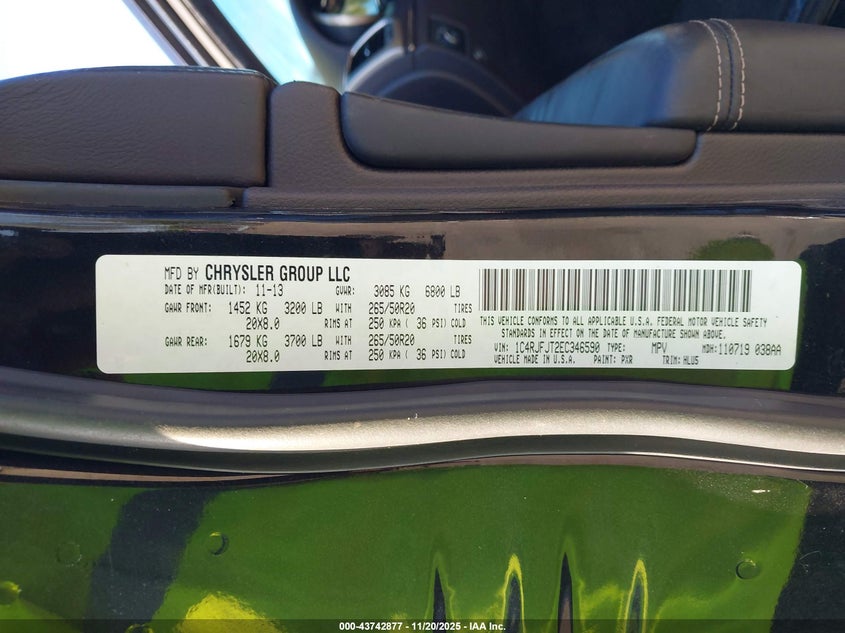 MFD BY CHRYSLER GROUP LLC
DATE OF MFR(BUILT): 11-13 GVWR: 3085 KG 6800 LB
GAWR FRONT: 1452 KG 3200 LB WITH 265/50R20 TIRES
20X8.0 RIMS AT 250 KPA ( 36 PSI) COLD
GAWR REAR: 1679 KG 3700 LB WITH 265/50R20 TIRES
20X8.0 RIMS AT 250 KPA ( 36 PSI) COLD
THIS VEHICLE CONFORMS TO ALL APPLICABLE U.S.A. FEDERAL MOTOR VEHICLE SAFETY
STANDARDS IN EFFECT ON THE DATE OF MANUFACTURE SHOWN ABOVE.
VIN: 1C4RJFJT2EC346590 TYPE: MPV MDH: 110719 038AA
PAINT: PXR TRIM: HLU5
000-43742877 - 11/20/2025 - IAA Inc.